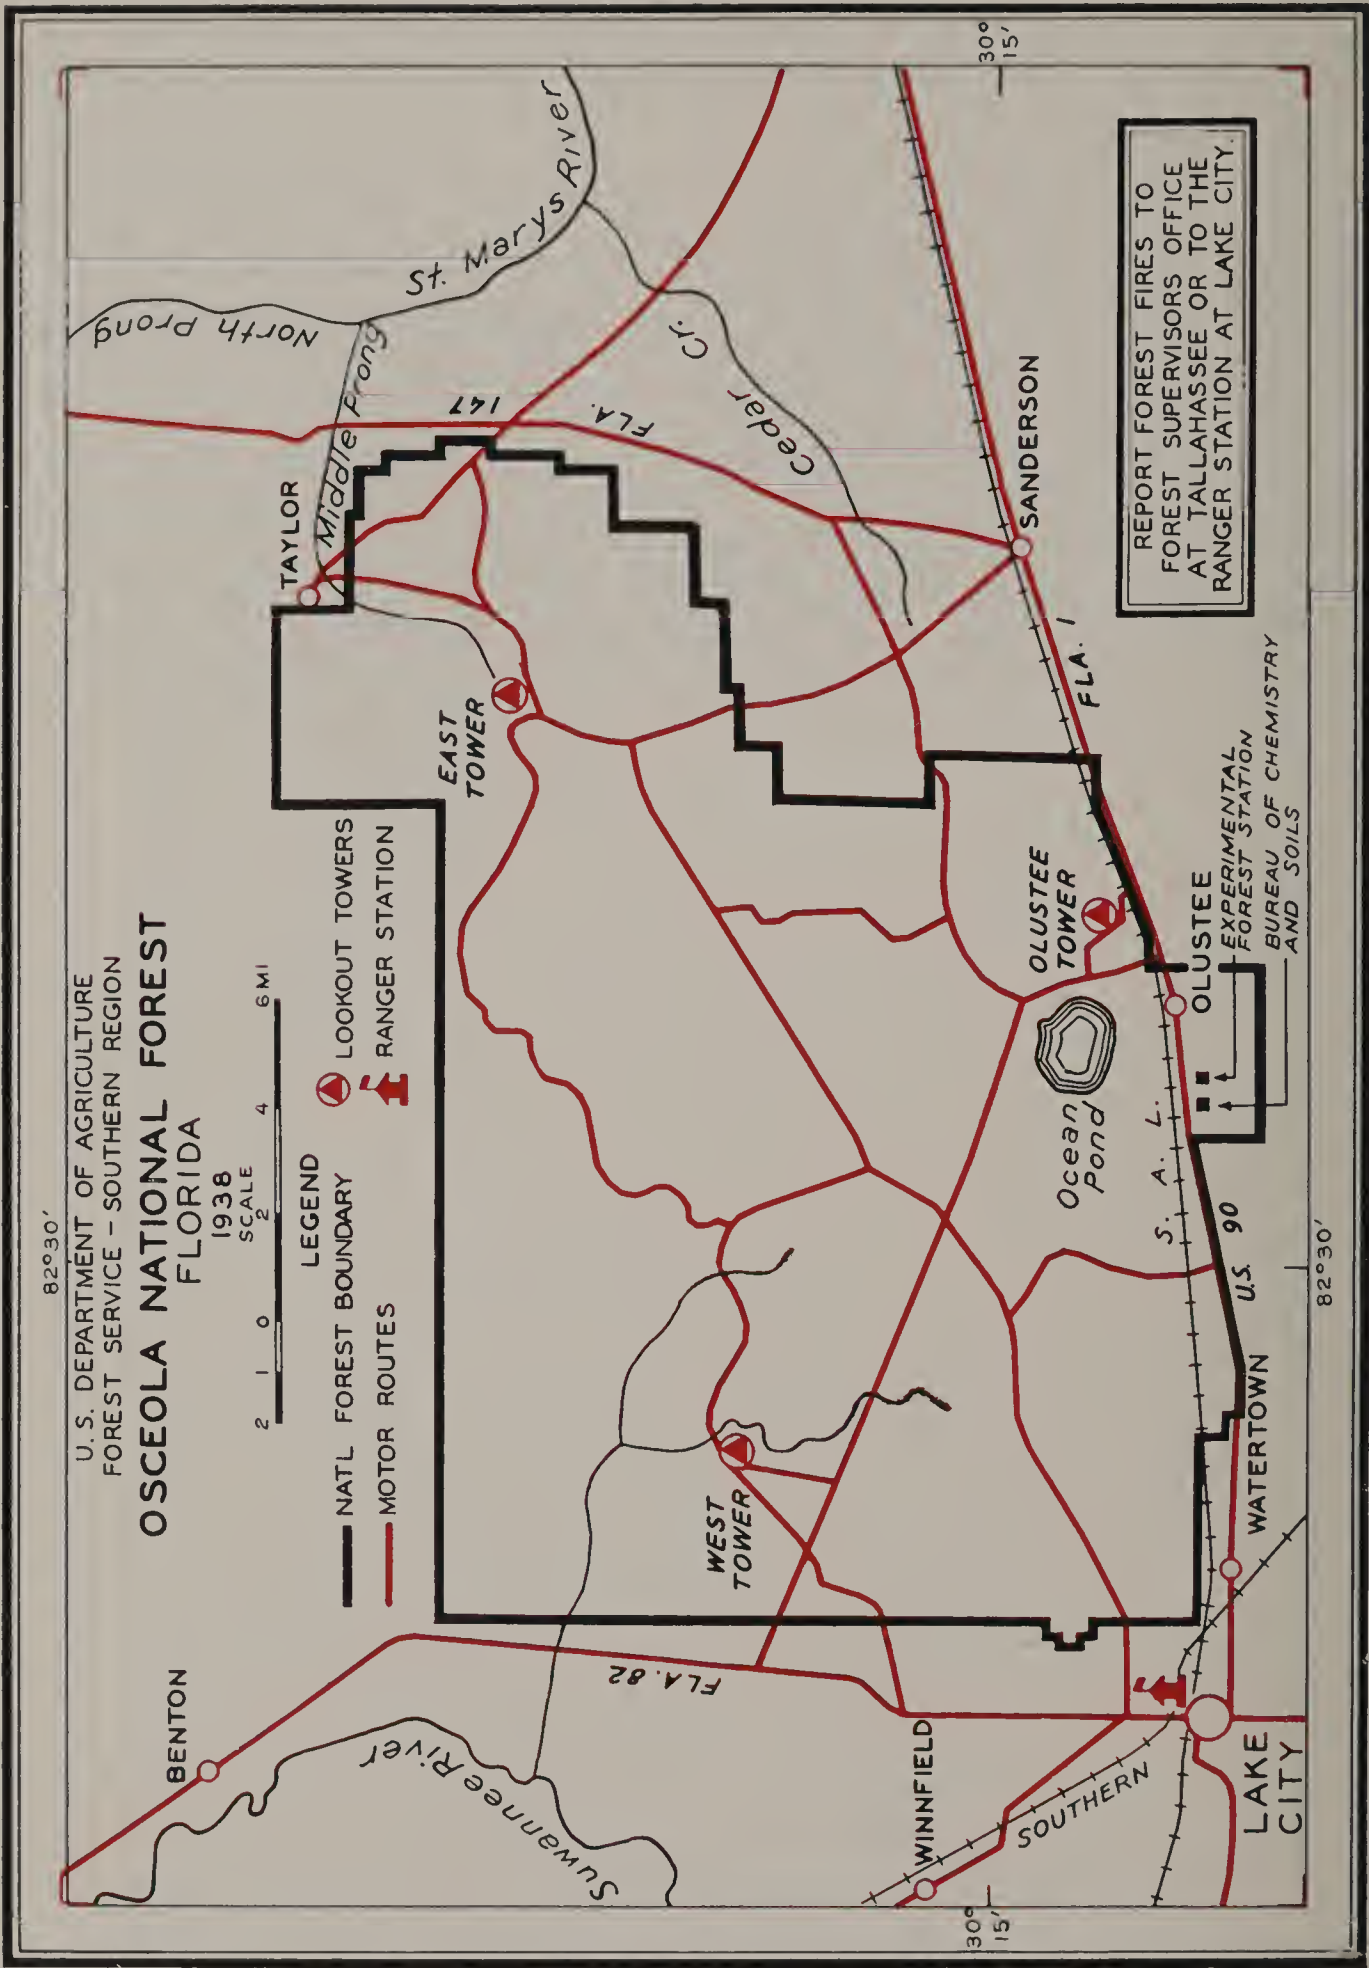 U.S. DEPARTMENT OF AGRICULTURE
FOREST SERVICE - SOUTHERN REGION
OSCEOLA NATIONAL FOREST
FLORIDA
1938
SCALE
2 1 0 2 4 6 MI
LEGEND
NATL FOREST BOUNDARY
MOTOR ROUTES
LOOKOUT TOWERS
RANGER STATION
82°30'
BENTON
TAYLOR
North Prong
Middle Prong
St. Marys River
147
FLA.
Cedar Cr.
30°
15'
EAST
TOWER
WEST
TOWER
FLA. 82
Suwannee River
WINNFIELD
SOUTHERN
30°
15'
LAKE
CITY
WATERTOWN
U.S. 90
S. A. L.
Ocean
Pond
OLUSTEE
TOWER
OLUSTEE
EXPERIMENTAL
FOREST STATION
BUREAU OF CHEMISTRY
AND SOILS
FLA. 1
SANDERSON
REPORT FOREST FIRES TO
FOREST SUPERVISORS OFFICE
AT TALLAHASSEE OR TO THE
RANGER STATION AT LAKE CITY.
82°30'